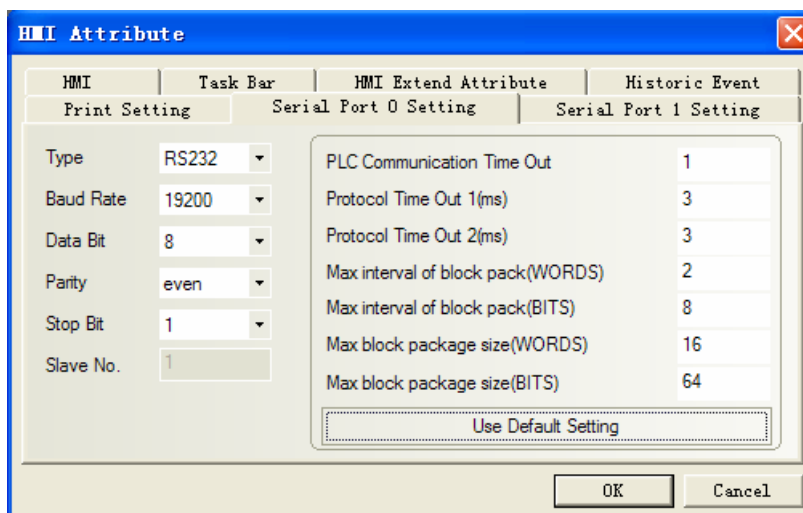 HMI Attribute
HMI Task Bar HMI Extend Attribute Historic Event
Print Setting Serial Port 0 Setting Serial Port 1 Setting
Type RS232
Baud Rate 19200
Data Bit 8
Parity even
Stop Bit 1
Slave No. 1
PLC Communication Time Out 1
Protocol Time Out 1(ms) 3
Protocol Time Out 2(ms) 3
Max interval of block pack(WORDS) 2
Max interval of block pack(BITS) 8
Max block package size(WORDS) 16
Max block package size(BITS) 64
Use Default Setting
OK Cancel